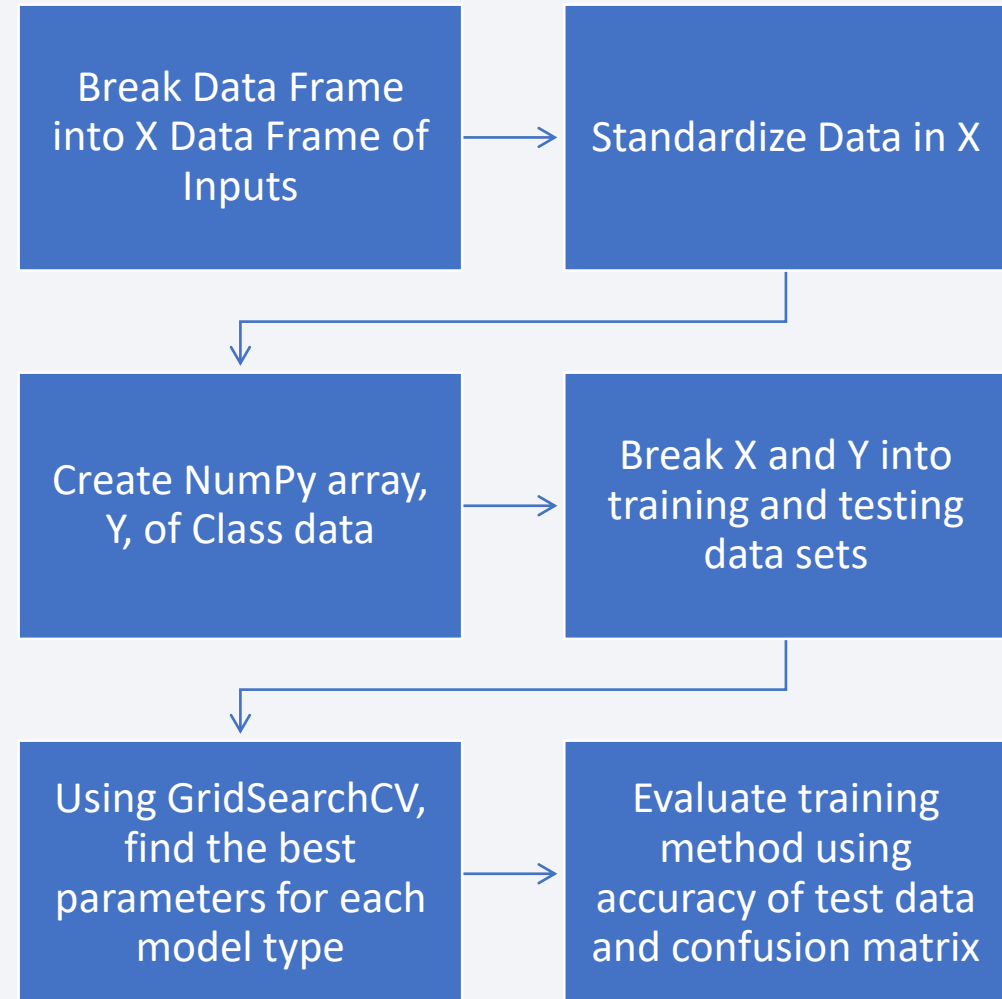 Break Data Frame
into X Data Frame of
Inputs
Standardize Data in X
Create NumPy array,
Y, of Class data
Break X and Y into
training and testing
data sets
Using GridSearchCV,
find the best
parameters for each
model type
Evaluate training
method using
accuracy of test data
and confusion matrix